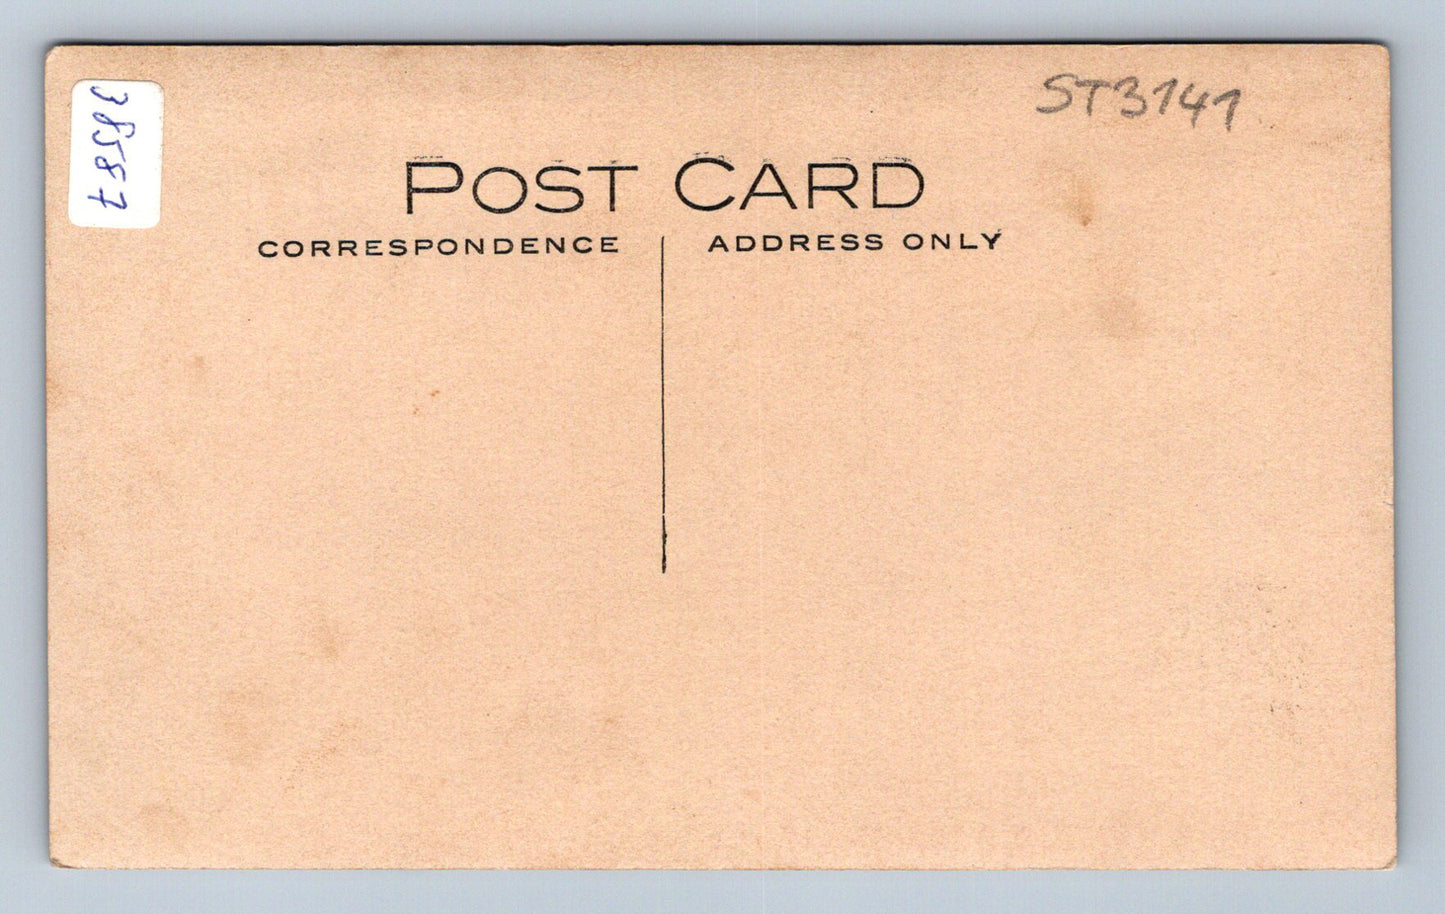 38587
ST3141
POST CARD
CORRESPONDENCE
ADDRESS ONLY